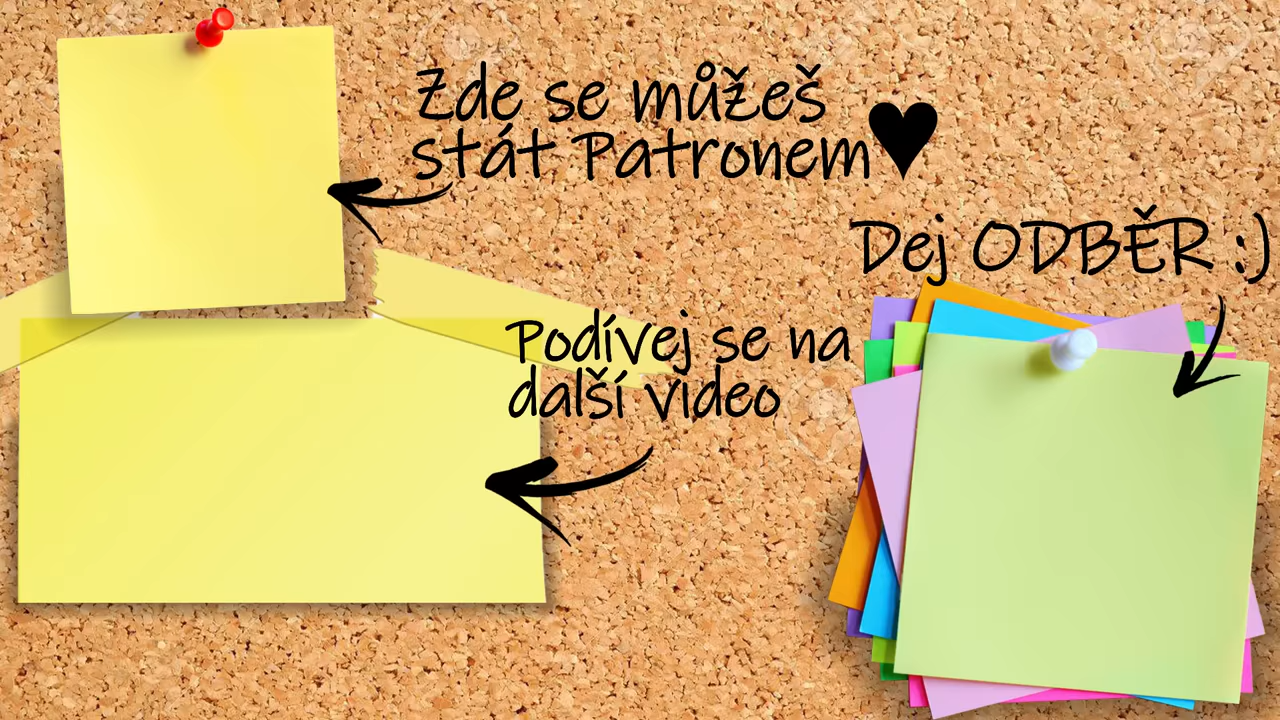 Zde se můžeš
stát Patronem♥
Dej ODBĚR :)
Podívej se na
další video